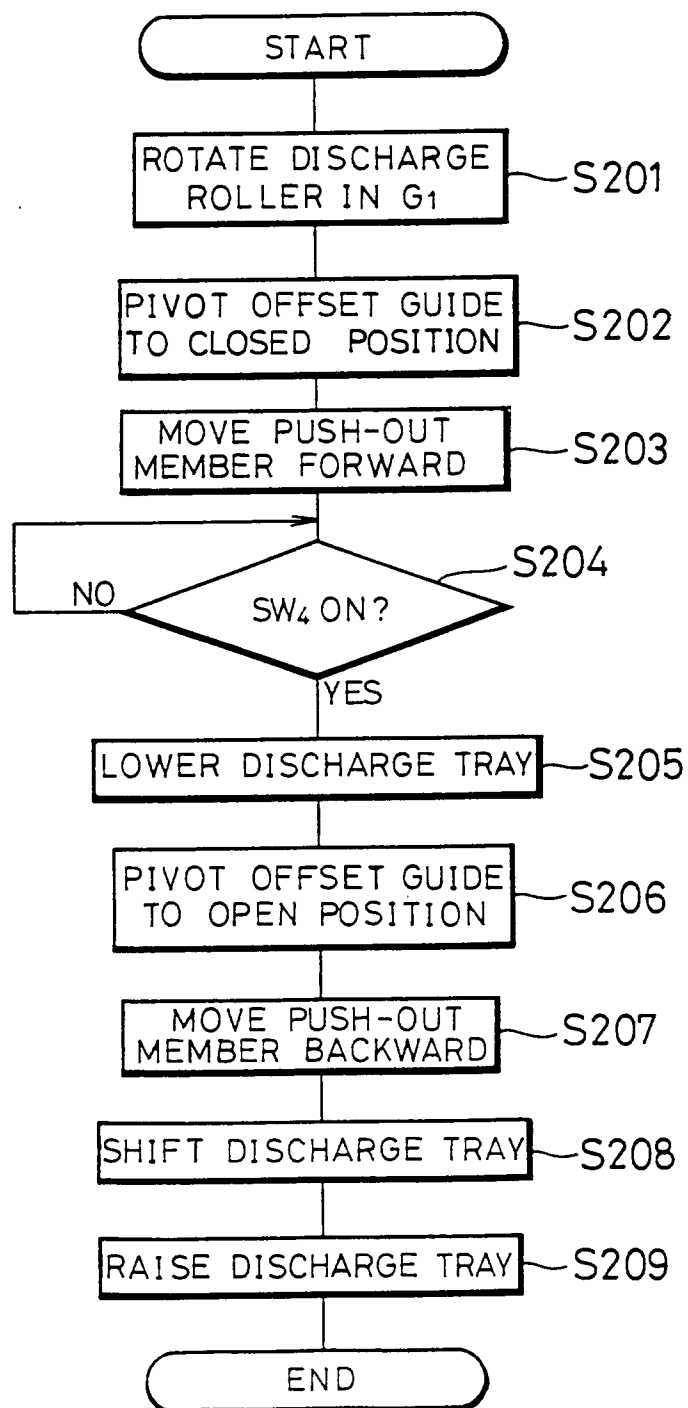 START
ROTATE DISCHARGE
ROLLER IN G1
S201
PIVOT OFFSET GUIDE
TO CLOSED POSITION
S202
MOVE PUSH-OUT
MEMBER FORWARD
S203
S204
NO
SW4 ON?
YES
LOWER DISCHARGE TRAY
S205
PIVOT OFFSET GUIDE
TO OPEN POSITION
S206
MOVE PUSH-OUT
MEMBER BACKWARD
S207
SHIFT DISCHARGE TRAY
S208
RAISE DISCHARGE TRAY
S209
END